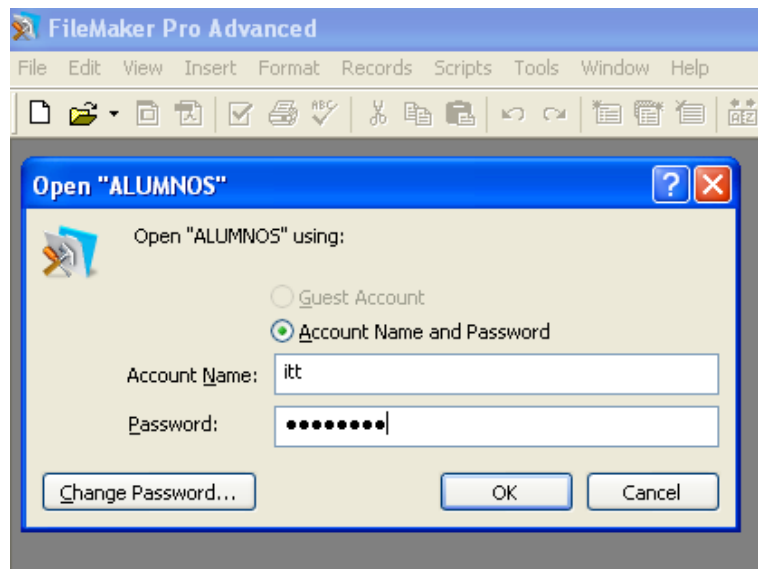 FileMaker Pro Advanced
File Edit View Insert Format Records Scripts Tools Window Help
ABC
Open "ALUMNOS"
?
Open "ALUMNOS" using:
Guest Account
Account Name and Password
Account Name: itt
Password: ●●●●●●●●
Change Password... OK Cancel